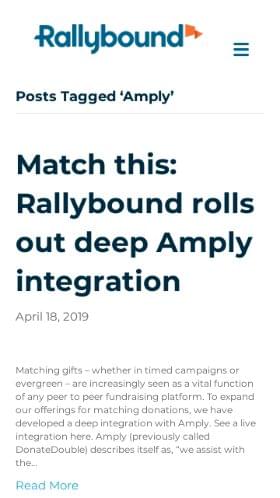 Rallybound
Posts Tagged ‘Amply’
Match this:
Rallybound rolls
out deep Amply
integration
April 18, 2019
Matching gifts – whether in timed campaigns or
evergreen – are increasingly seen as a vital function
of any peer to peer fundraising platform. To expand
our offerings for matching donations, we have
developed a deep integration with Amply. See a live
integration here. Amply (previously called
DonateDouble) describes itself as, “we assist with
the...
Read More